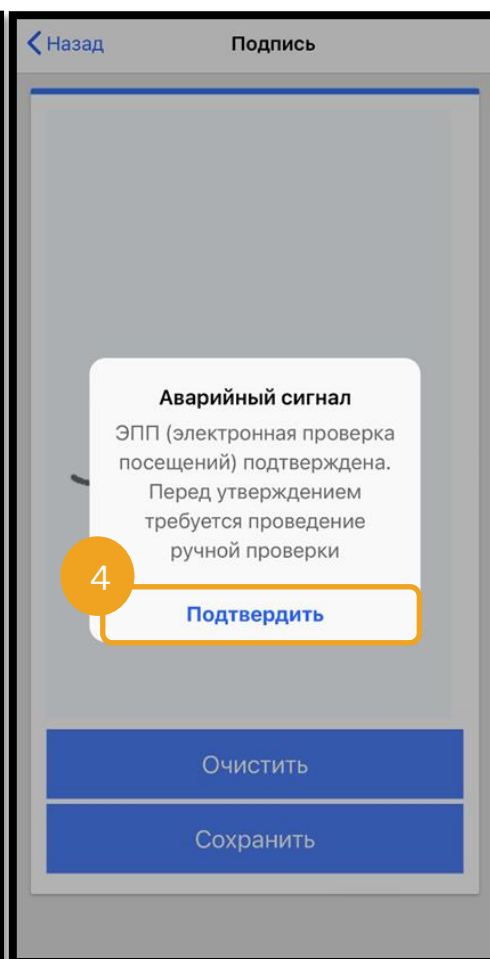 Назад
Подпись
Аварийный сигнал
ЭПП (электронная проверка
посещений) подтверждена.
Перед утверждением
требуется проведение
ручной проверки
4
Подтвердить
Очистить
Сохранить